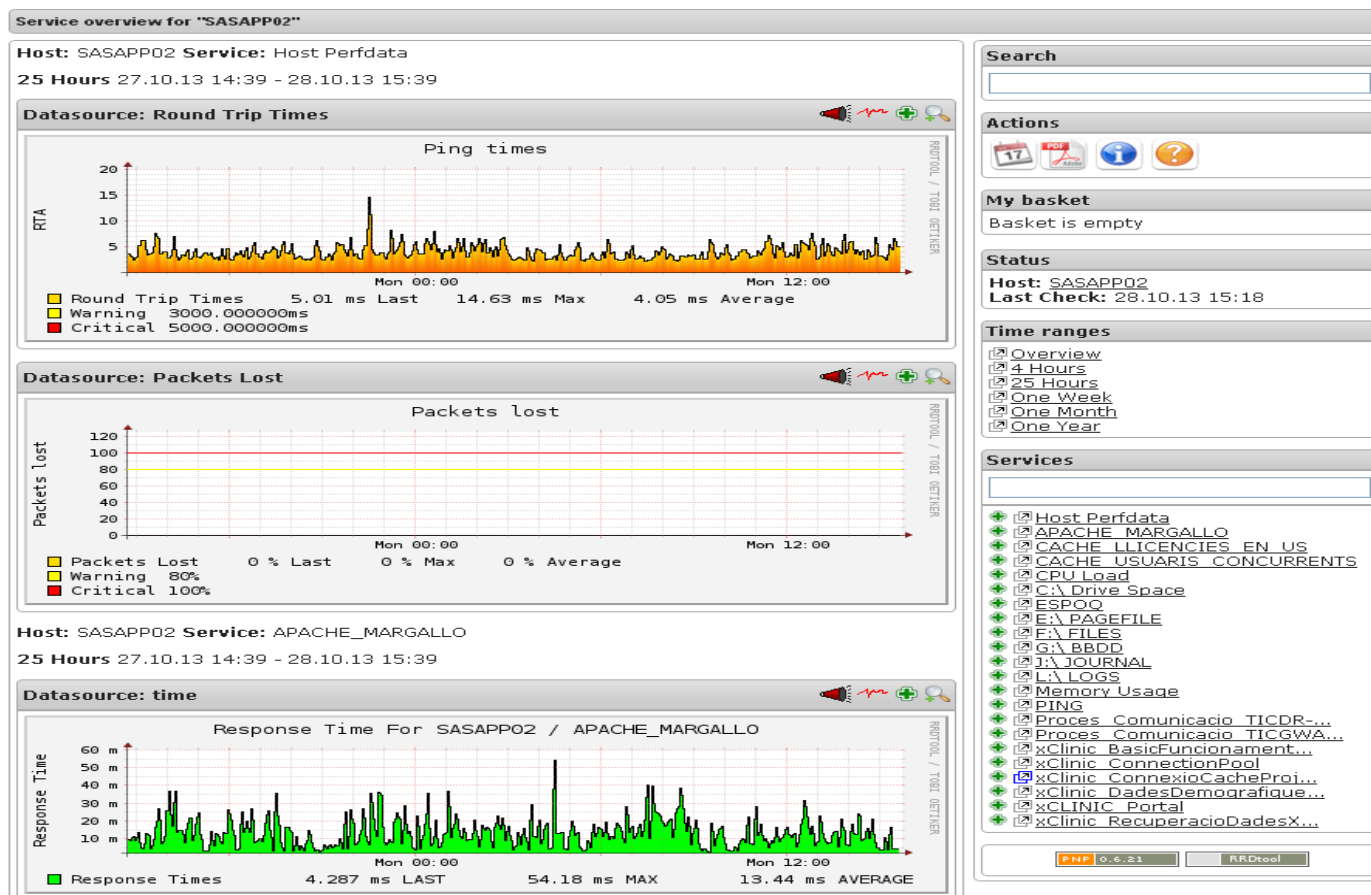 Service overview for "SASAPP02"
Host: SASAPP02 Service: Host Perfdata
25 Hours 27.10.13 14:39 - 28.10.13 15:39
Datasource: Round Trip Times
Ping times
RRDTOOL / TOBI OETIKER
RTA
20
15
10
5
Mon 00:00 Mon 12:00
Round Trip Times 5.01 ms Last 14.63 ms Max 4.05 ms Average
Warning 3000.000000ms
Critical 5000.000000ms
Datasource: Packets Lost
Packets lost
RRDTOOL / TOBI OETIKER
Packets lost
120
100
80
60
40
20
0
Mon 00:00 Mon 12:00
Packets Lost 0 % Last 0 % Max 0 % Average
Warning 80%
Critical 100%
Host: SASAPP02 Service: APACHE_MARGALLO
25 Hours 27.10.13 14:39 - 28.10.13 15:39
Datasource: time
Response Time For SASAPP02 / APACHE_MARGALLO
RRDTOOL / TOBI OETIKER
Response Time
60 m
50 m
40 m
30 m
20 m
10 m
Mon 00:00 Mon 12:00
Response Times 4.287 ms LAST 54.18 ms MAX 13.44 ms AVERAGE
Search
Actions
17
PDF
Adobe
My basket
Basket is empty
Status
Host: SASAPP02
Last Check: 28.10.13 15:18
Time ranges
Overview
4 Hours
25 Hours
One Week
One Month
One Year
Services
Host Perfdata
APACHE_MARGALLO
CACHE_LLICENCIES_EN_US
CACHE_USUARIS_CONCURRENTS
CPU Load
C:\ Drive Space
ESPOQ
E:\ PAGEFILE
F:\ FILES
G:\ BBDD
J:\ JOURNAL
L:\ LOGS
Memory Usage
PING
Proces_Comunicacio_TICDR-...
Proces_Comunicacio_TICGWA...
xClinic_BasicFuncionament...
xClinic_ConnectionPool
xClinic_ConnexioCacheProj...
xClinic_DadesDemografique...
xCLINIC_Portal
xClinic_RecuperacioDadesX...
PNP 0.6.21
RRDtool